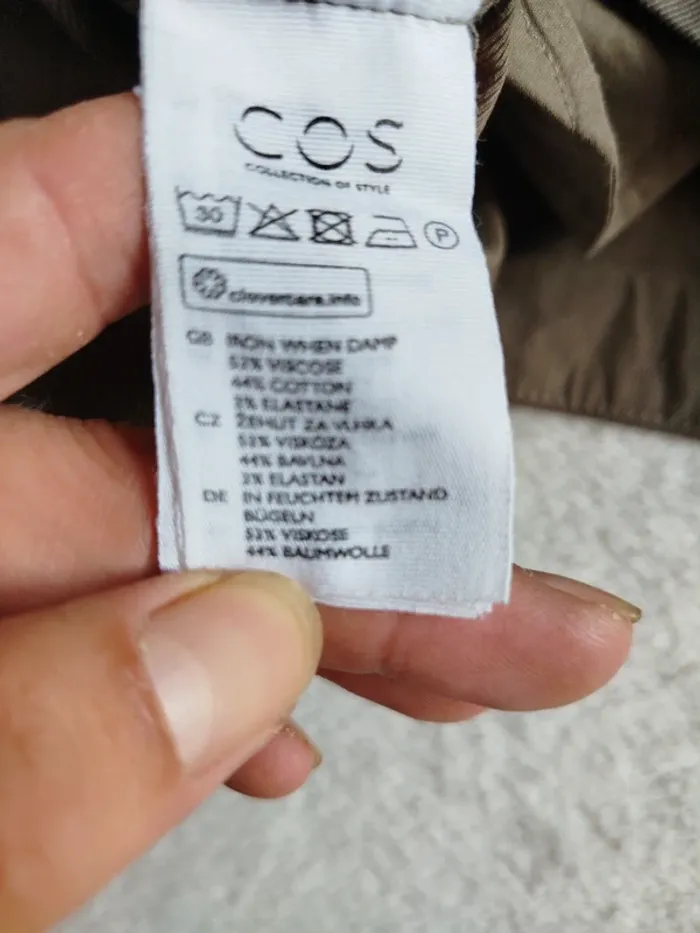 COS
COLLECTION OF STYLE
30 P
clevercare.info
GB IRON WHEN DAMP
53% VISCOSE
44% COTTON
3% ELASTANE
CZ ŽEHLIT ZA VLHKA
53% VISKÓZA
44% BAVLNA
3% ELASTAN
DE IN FEUCHTEM ZUSTAND
BÜGELN
53% VISKOSE
44% BAUMWOLLE